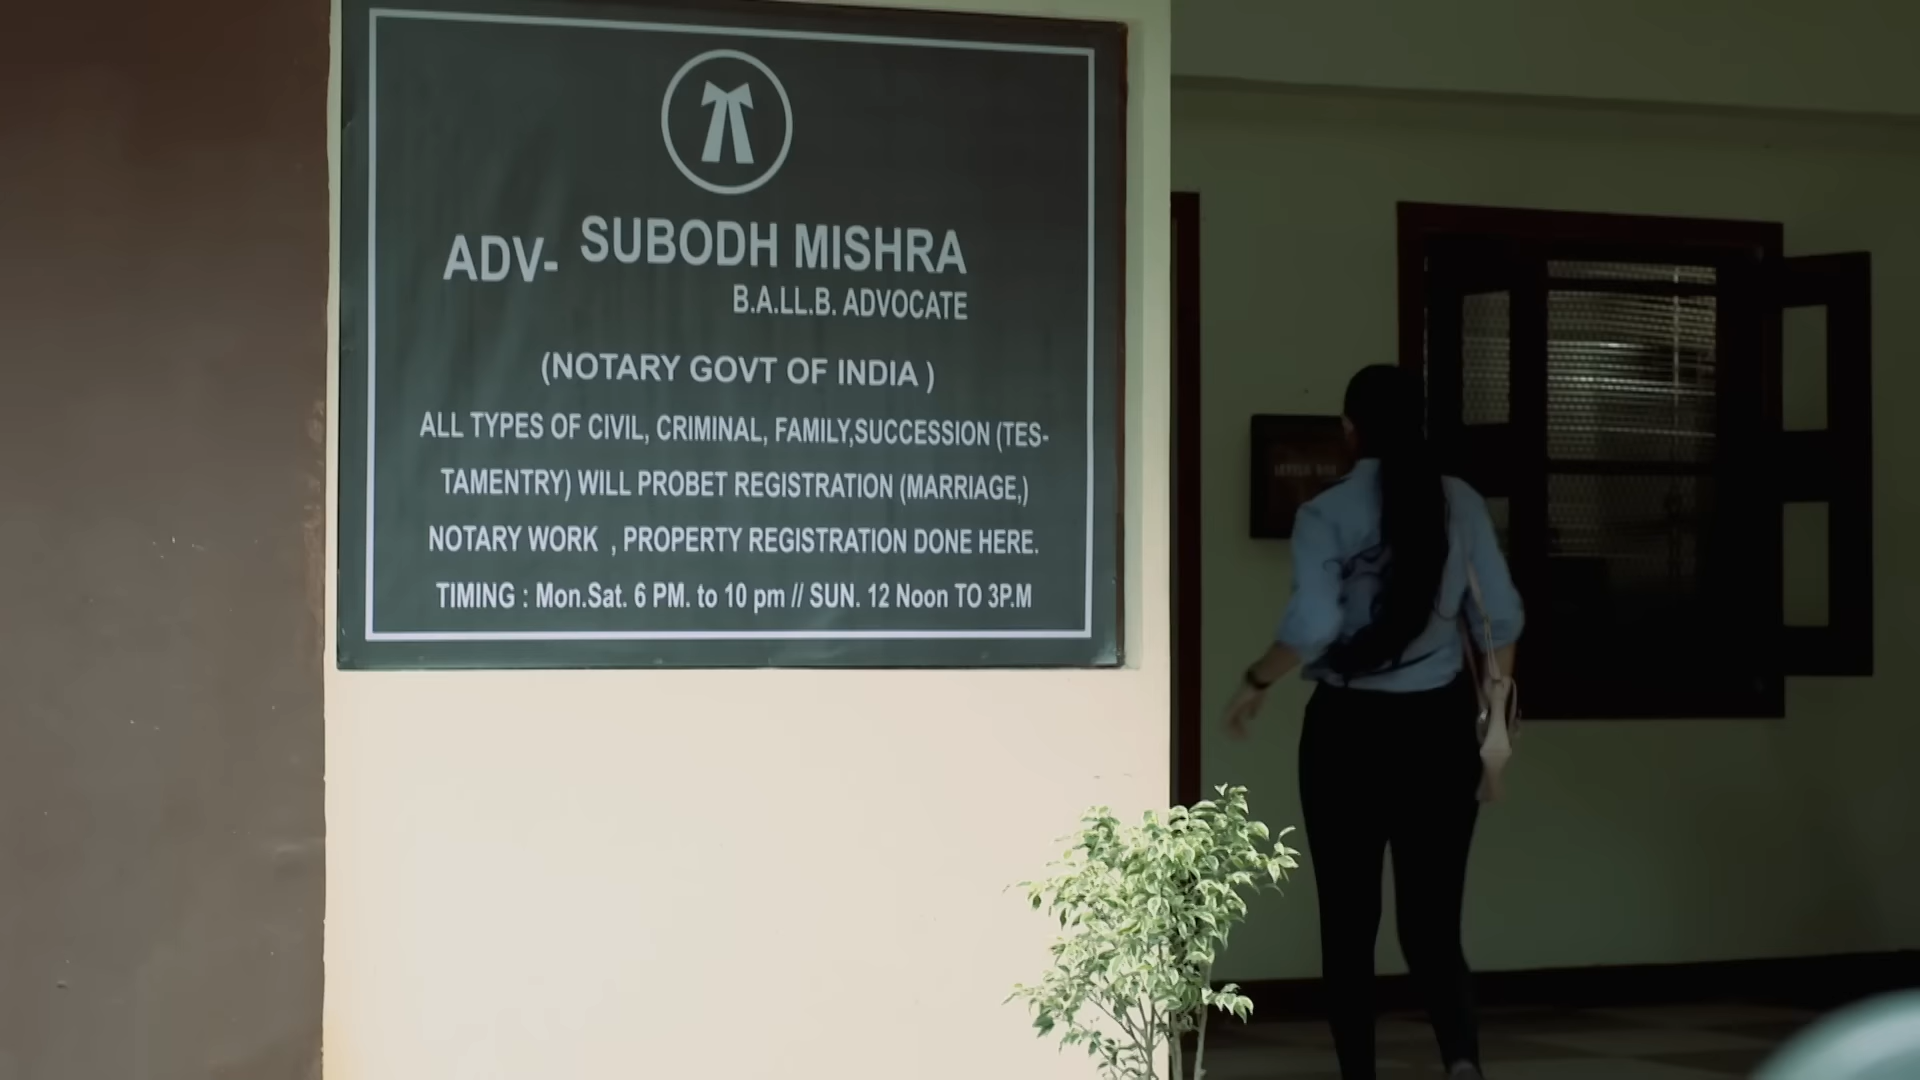 ADV- SUBODH MISHRA
B.A.LL.B. ADVOCATE
(NOTARY GOVT OF INDIA )
ALL TYPES OF CIVIL, CRIMINAL, FAMILY,SUCCESSION (TES-
TAMENTRY) WILL PROBET REGISTRATION (MARRIAGE,)
NOTARY WORK , PROPERTY REGISTRATION DONE HERE.
TIMING : Mon.Sat. 6 PM. to 10 pm // SUN. 12 Noon TO 3P.M
LETTER BOX